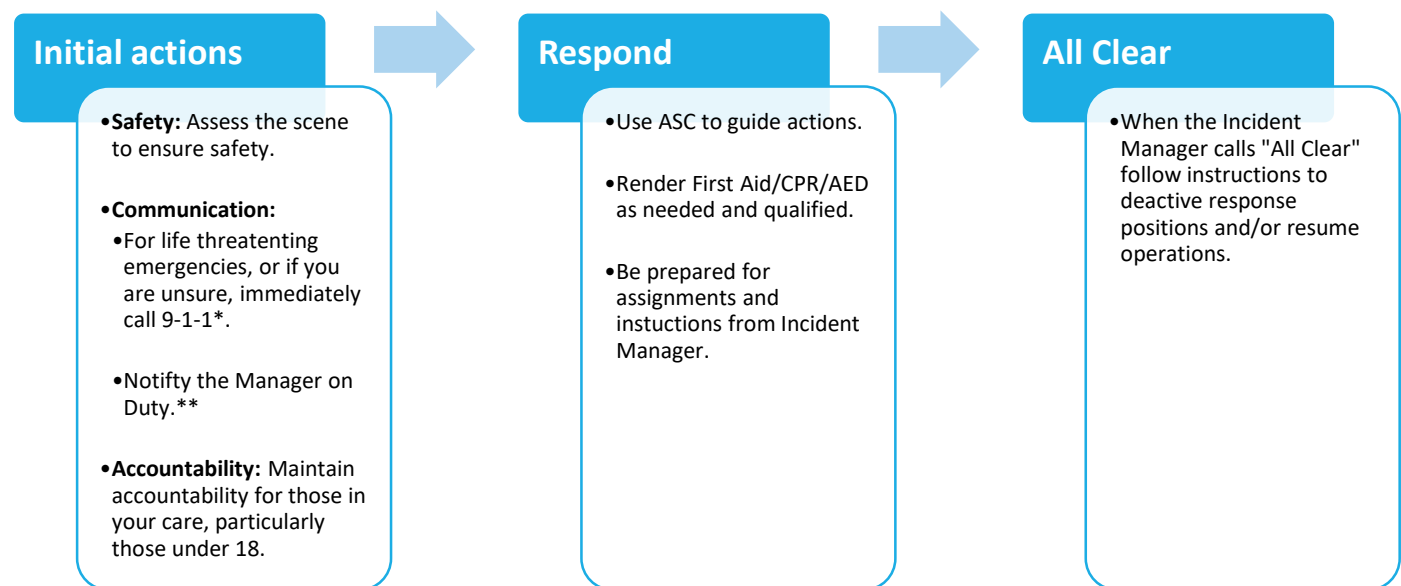 Initial actions
•Safety: Assess the scene
to ensure safety.
•Communication:
•For life threatenting
emergencies, or if you
are unsure, immediately
call 9-1-1*.
•Notifty the Manager on
Duty.**
•Accountability: Maintain
accountability for those in
your care, particularly
those under 18.
Respond
•Use ASC to guide actions.
•Render First Aid/CPR/AED
as needed and qualified.
•Be prepared for
assignments and
instuctions from Incident
Manager.
All Clear
•When the Incident
Manager calls "All Clear"
follow instructions to
deactive response
positions and/or resume
operations.